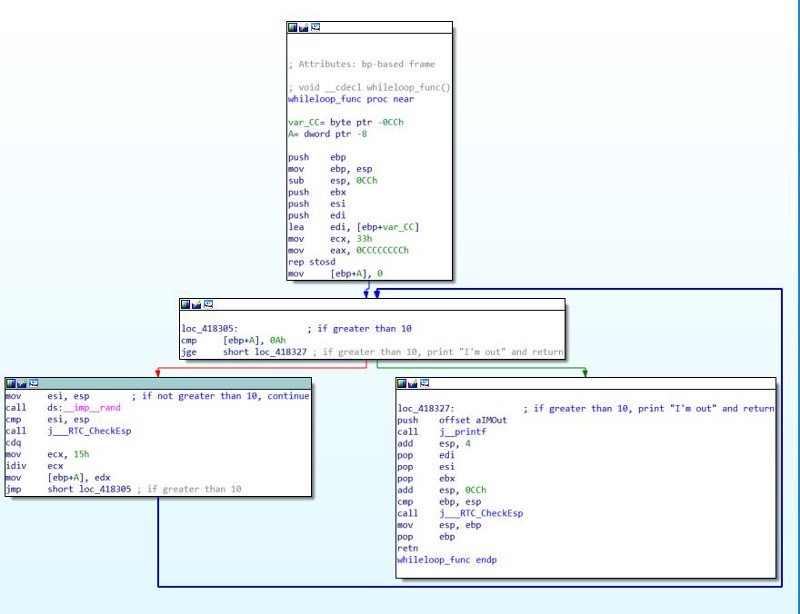 ; Attributes: bp-based frame
; void __cdecl whileloop_func()
whileloop_func proc near
var_CC= byte ptr -0CCh
A= dword ptr -8
push ebp
mov ebp, esp
sub esp, 0CCh
push ebx
push esi
push edi
lea edi, [ebp+var_CC]
mov ecx, 33h
mov eax, 0CCCCCCCCh
rep stosd
mov [ebp+A], 0
loc_418305: ; if greater than 10
cmp [ebp+A], 0Ah
jge short loc_418327 ; if greater than 10, print "I'm out" and return
mov esi, esp ; if not greater than 10, continue
call ds:__imp__rand
cmp esi, esp
call j___RTC_CheckEsp
cdq
mov ecx, 15h
idiv ecx
mov [ebp+A], edx
jmp short loc_418305 ; if greater than 10
loc_418327: ; if greater than 10, print "I'm out" and return
push offset aIMOut
call j__printf
add esp, 4
pop edi
pop esi
pop ebx
add esp, 0CCh
cmp ebp, esp
call j___RTC_CheckEsp
mov esp, ebp
pop ebp
retn
whileloop_func endp